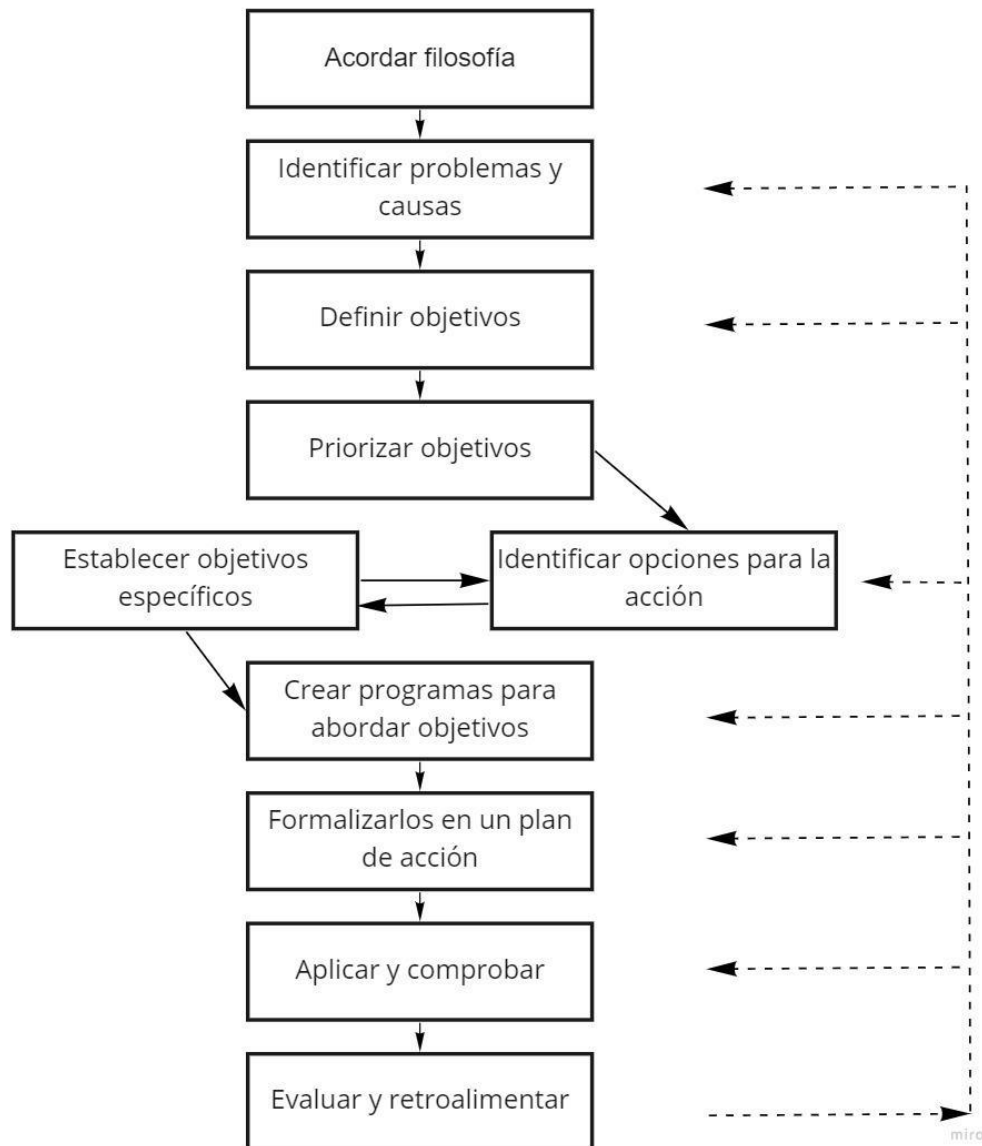 Acordar filosofía
Identificar problemas y
causas
Definir objetivos
Priorizar objetivos
Establecer objetivos
específicos
Identificar opciones para la
acción
Crear programas para
abordar objetivos
Formalizarlos en un plan
de acción
Aplicar y comprobar
Evaluar y retroalimentar